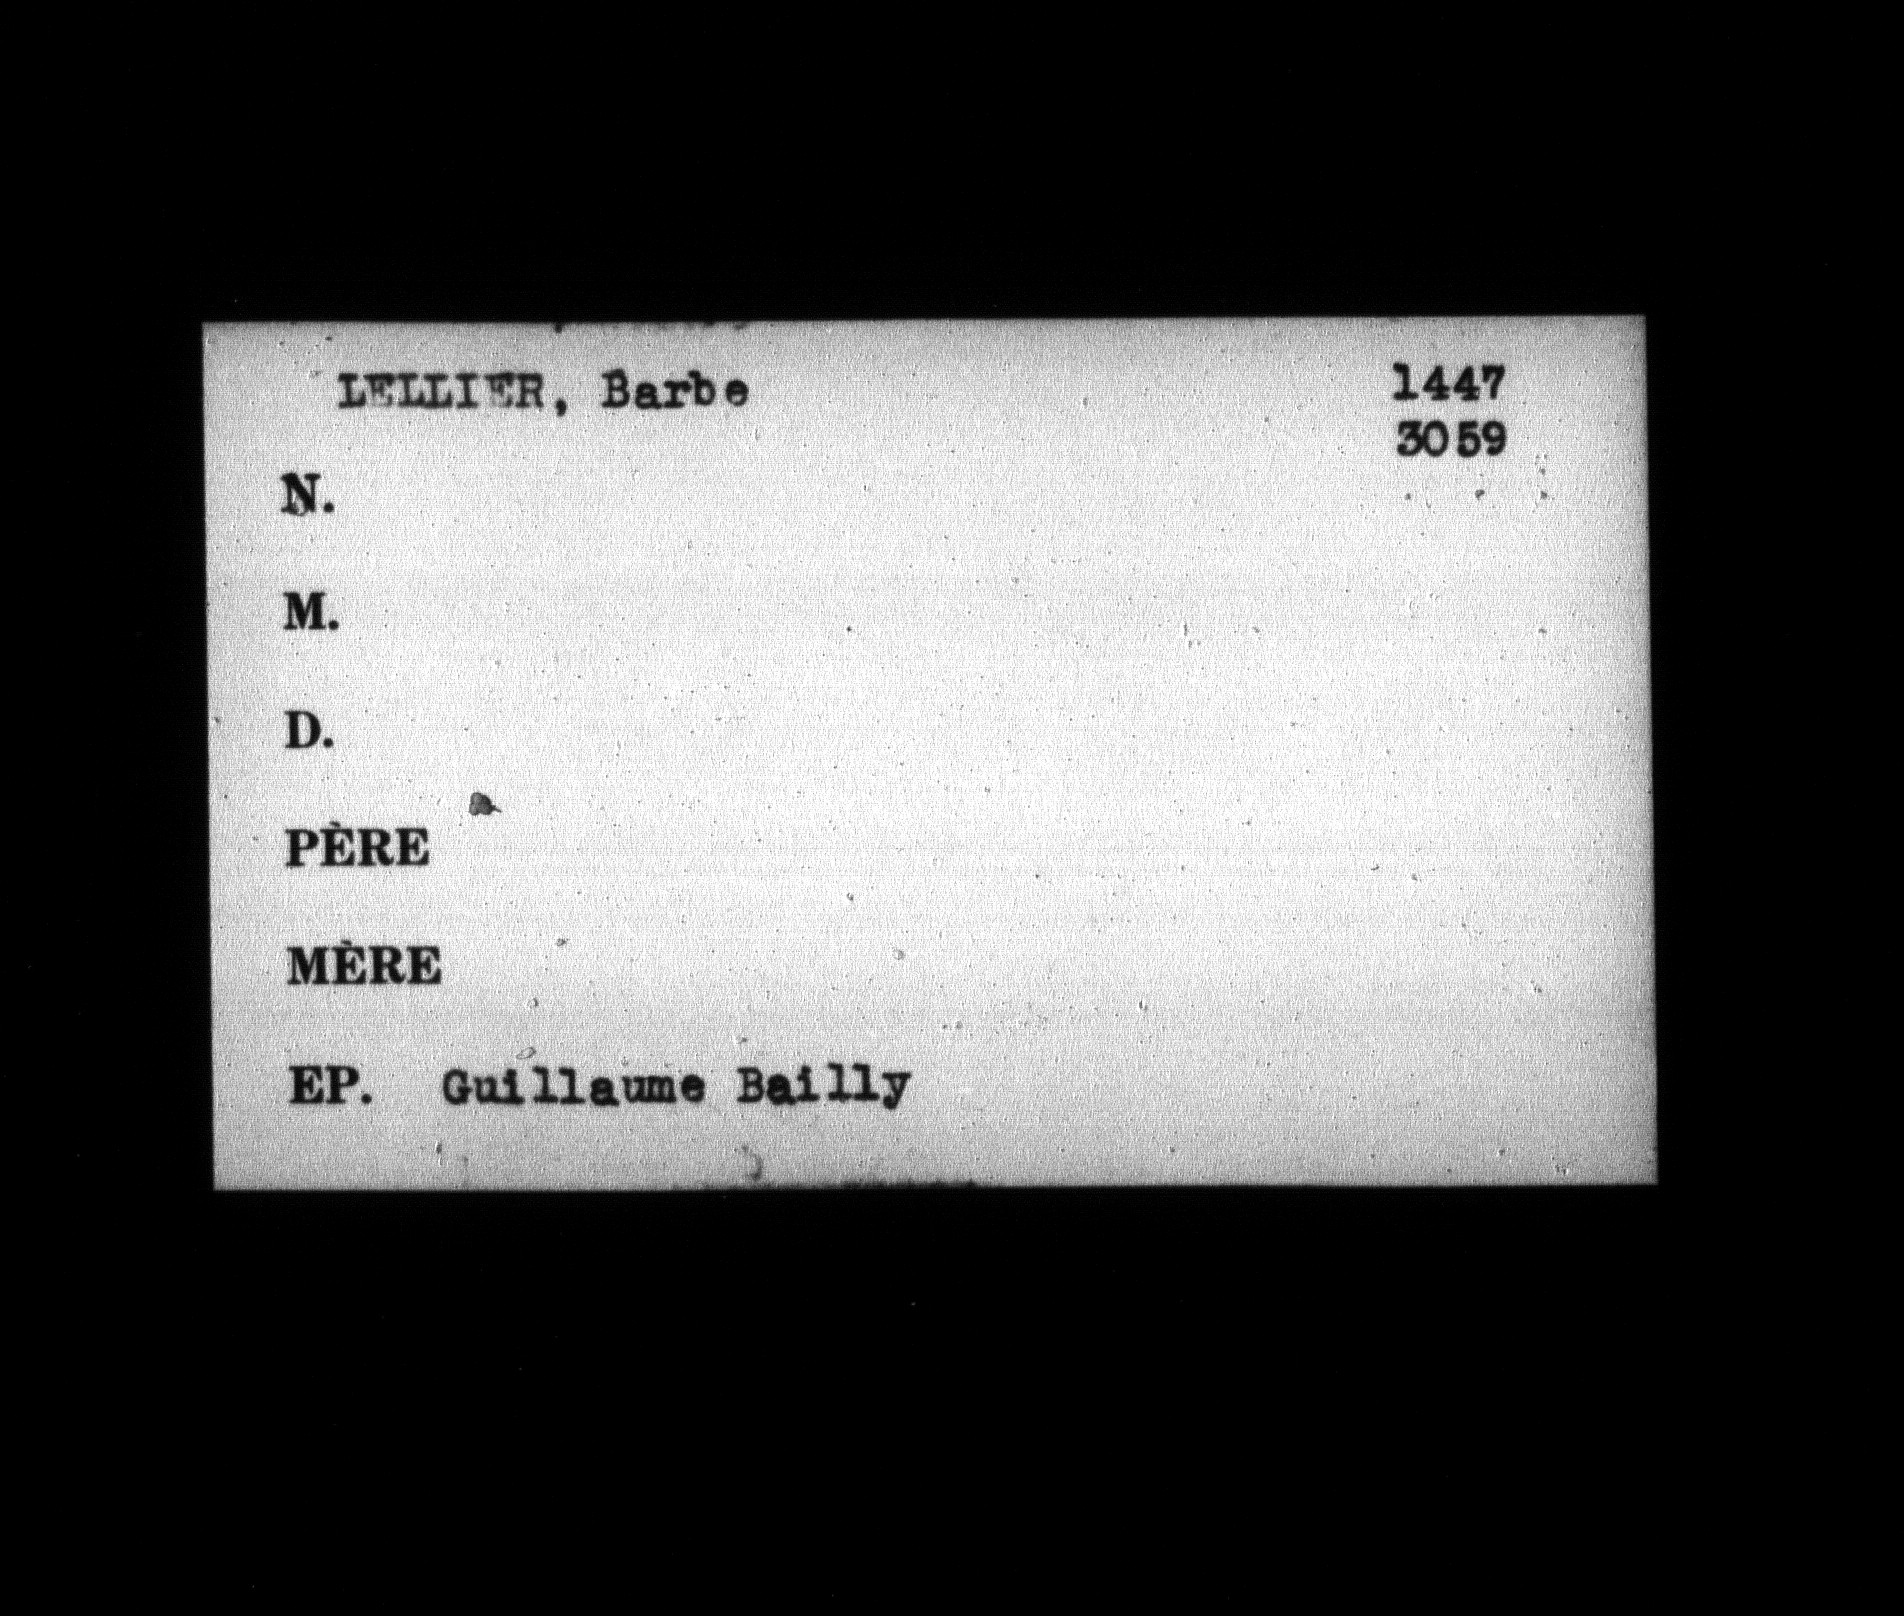 LELLIER, Barbe 1447
3059
N.
M.
D.
PÈRE
MÈRE
EP. Guillaume Bailly